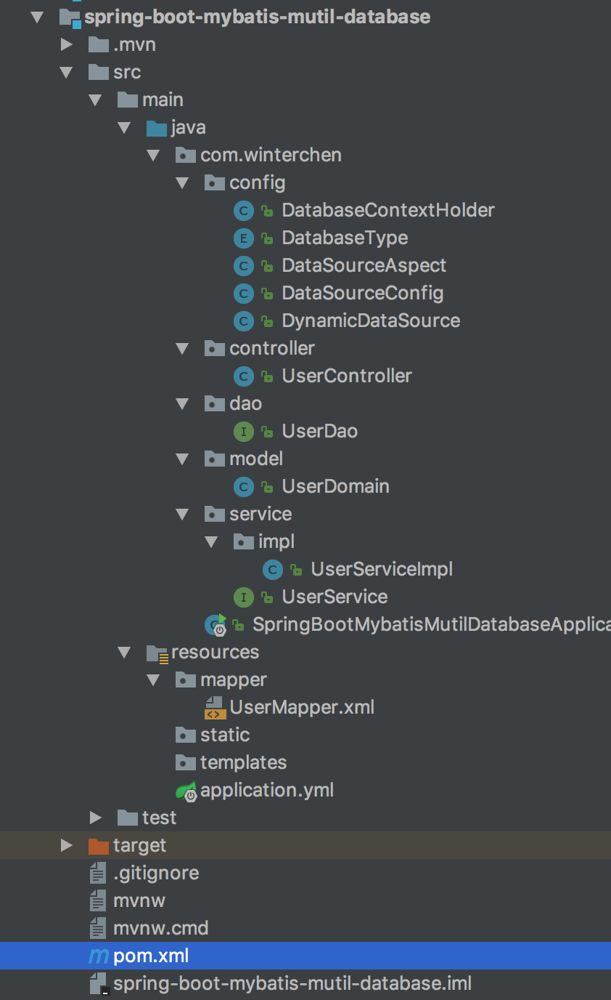 spring-boot-mybatis-mutil-database
.mvn
src
main
java
com.winterchen
config
DatabaseContextHolder
DatabaseType
DataSourceAspect
DataSourceConfig
DynamicDataSource
controller
UserController
dao
UserDao
model
UserDomain
service
impl
UserServiceImpl
UserService
SpringBootMybatisMutilDatabaseApplica
resources
mapper
UserMapper.xml
static
templates
application.yml
test
target
.gitignore
mvnw
mvnw.cmd
pom.xml
spring-boot-mybatis-mutil-database.iml